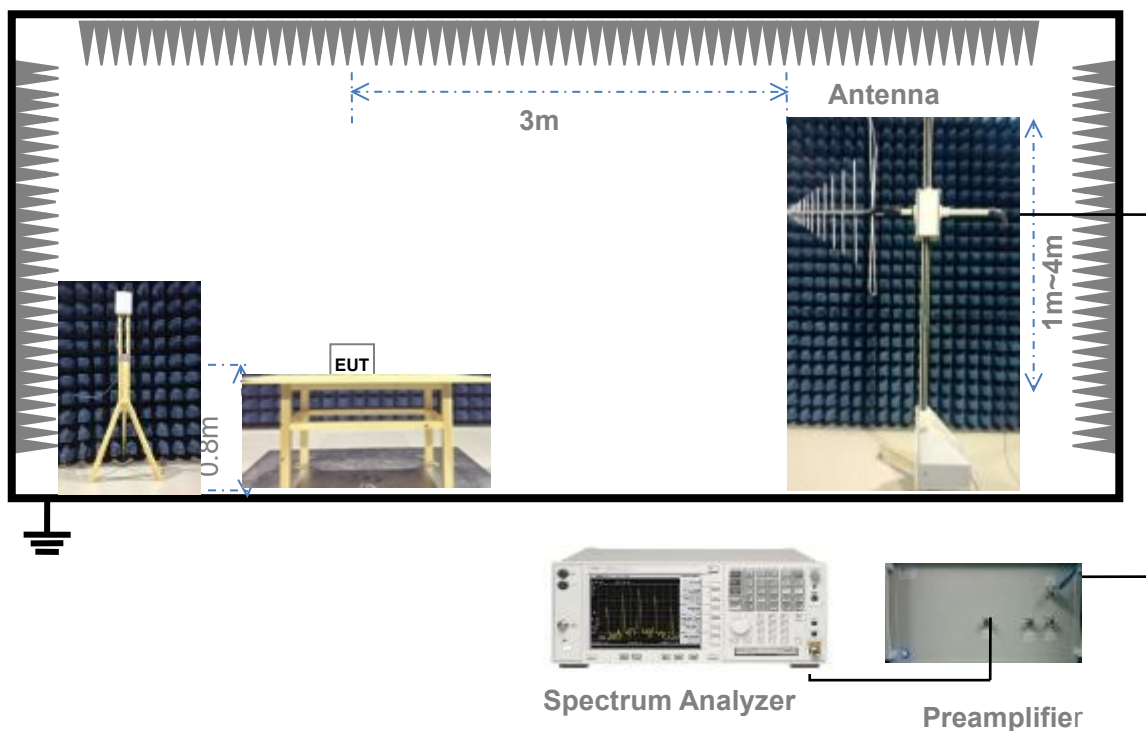 Antenna
3m
1m~4m
EUT
0.8m
Spectrum Analyzer
Preamplifier